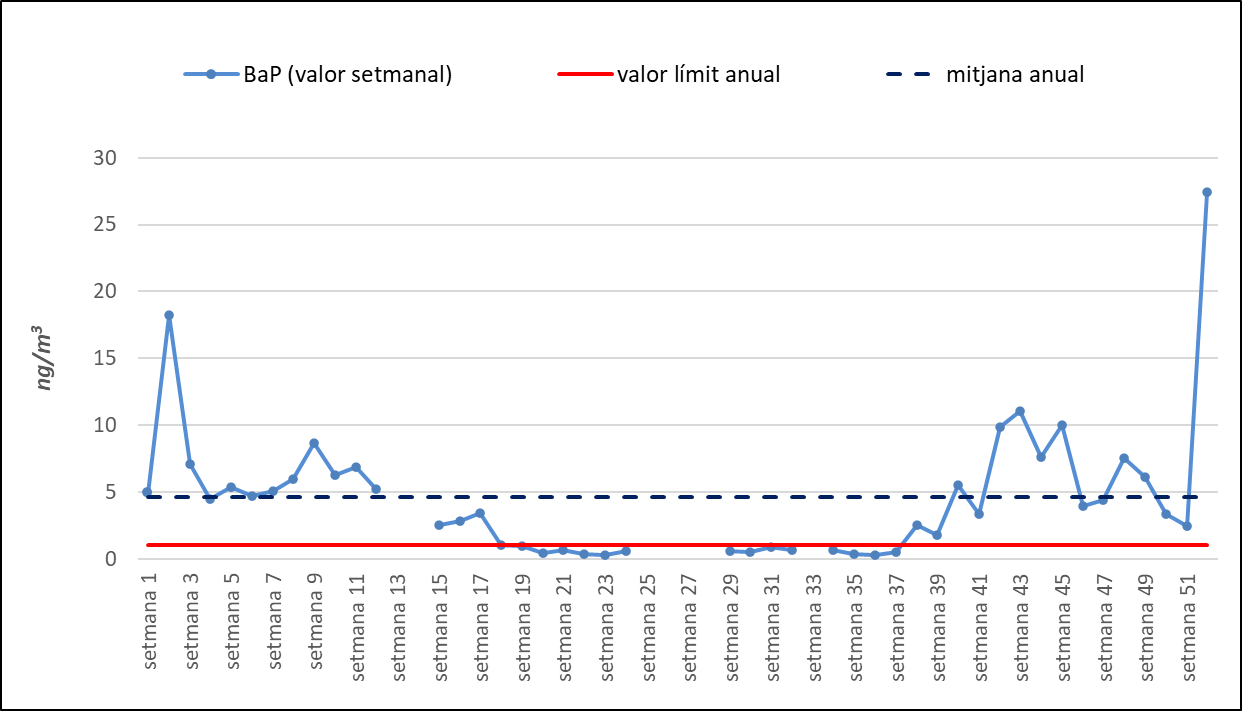 BaP (valor setmanal)
valor límit anual
mitjana anual
30
25
20
15
10
5
0
ng/m³
setmana 1
setmana 3
setmana 5
setmana 7
setmana 9
setmana 11
setmana 13
setmana 15
setmana 17
setmana 19
setmana 21
setmana 23
setmana 25
setmana 27
setmana 29
setmana 31
setmana 33
setmana 35
setmana 37
setmana 39
setmana 41
setmana 43
setmana 45
setmana 47
setmana 49
setmana 51